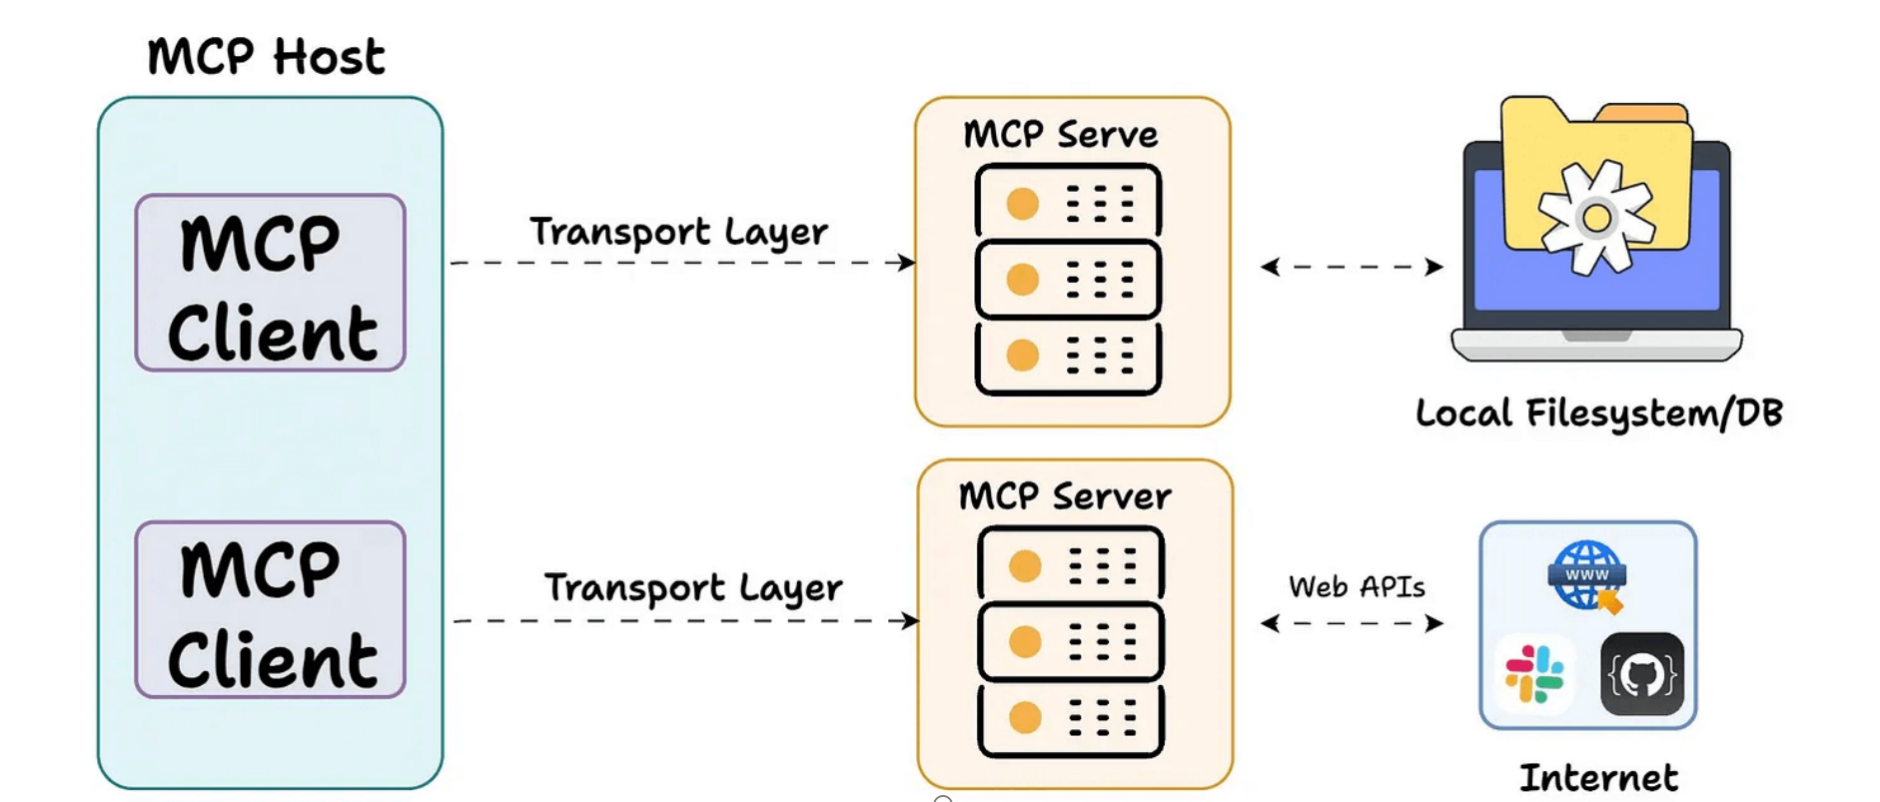 MCP Host
MCP
Client
Transport Layer
MCP Serve
Local Filesystem/DB
MCP
Client
Transport Layer
MCP Server
Web APIs
WWW
Internet